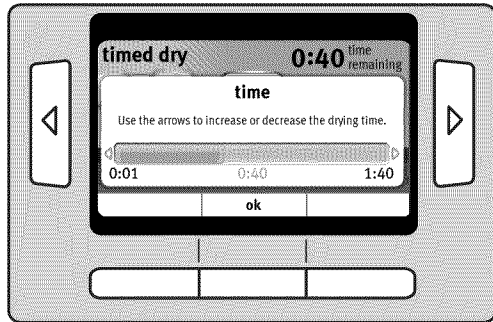 timed dry 0:40 time remaining
time
Use the arrows to increase or decrease the drying time.
0:01 0:40 1:40
ok